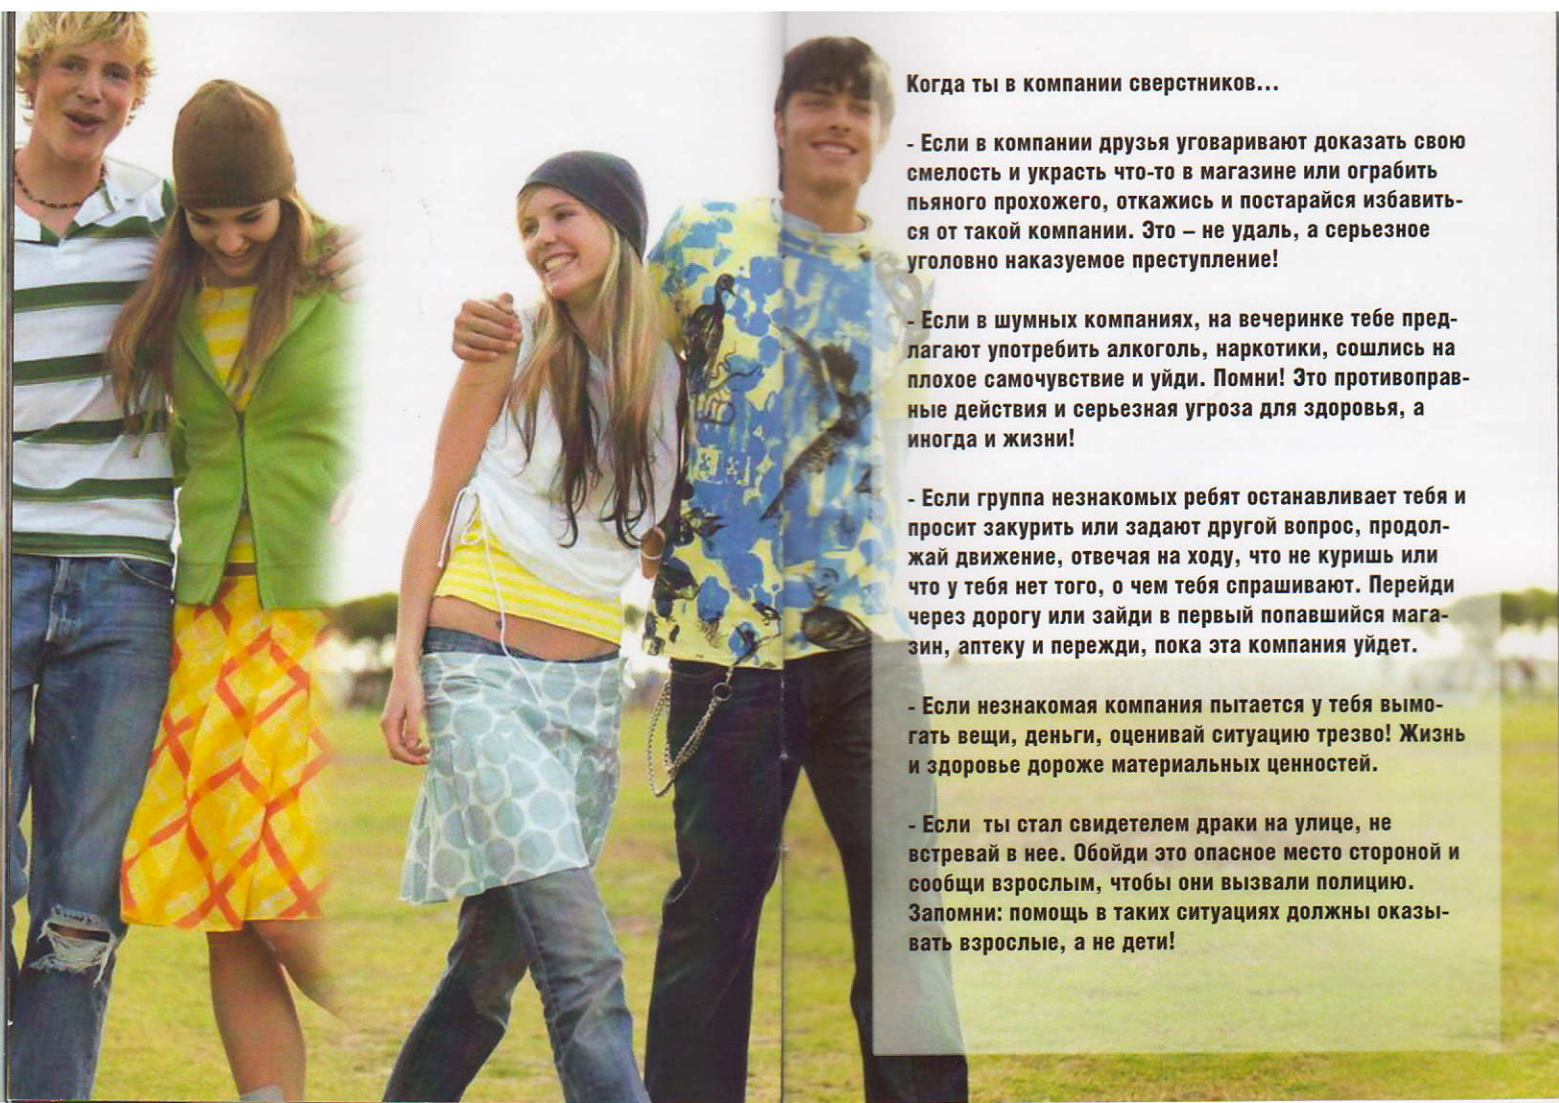 Когда ты в компании сверстников...
- Если в компании друзья уговаривают доказать свою
смелость и украсть что-то в магазине или ограбить
пьяного прохожего, откажись и постарайся избавить-
ся от такой компании. Это – не удаль, а серьезное
уголовно наказуемое преступление!
- Если в шумных компаниях, на вечеринке тебе пред-
лагают употребить алкоголь, наркотики, сошлись на
плохое самочувствие и уйди. Помни! Это противоправ-
ные действия и серьезная угроза для здоровья, а
иногда и жизни!
- Если группа незнакомых ребят останавливает тебя и
просит закурить или задают другой вопрос, продол-
жай движение, отвечая на ходу, что не куришь или
что у тебя нет того, о чем тебя спрашивают. Перейди
через дорогу или зайди в первый попавшийся мага-
зин, аптеку и пережди, пока эта компания уйдет.
- Если незнакомая компания пытается у тебя вымо-
гать вещи, деньги, оценивай ситуацию трезво! Жизнь
и здоровье дороже материальных ценностей.
- Если ты стал свидетелем драки на улице, не
встревай в нее. Обойди это опасное место стороной и
сообщи взрослым, чтобы они вызвали полицию.
Запомни: помощь в таких ситуациях должны оказы-
вать взрослые, а не дети!